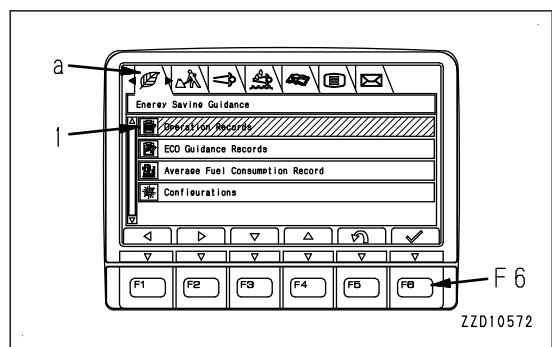 a
Energy Saving Guidance
1
Operation Records
ECO Guidance Records
Average Fuel Consumption Record
Configurations
F1 F2 F3 F4 F5 F6
F6
ZZD10572